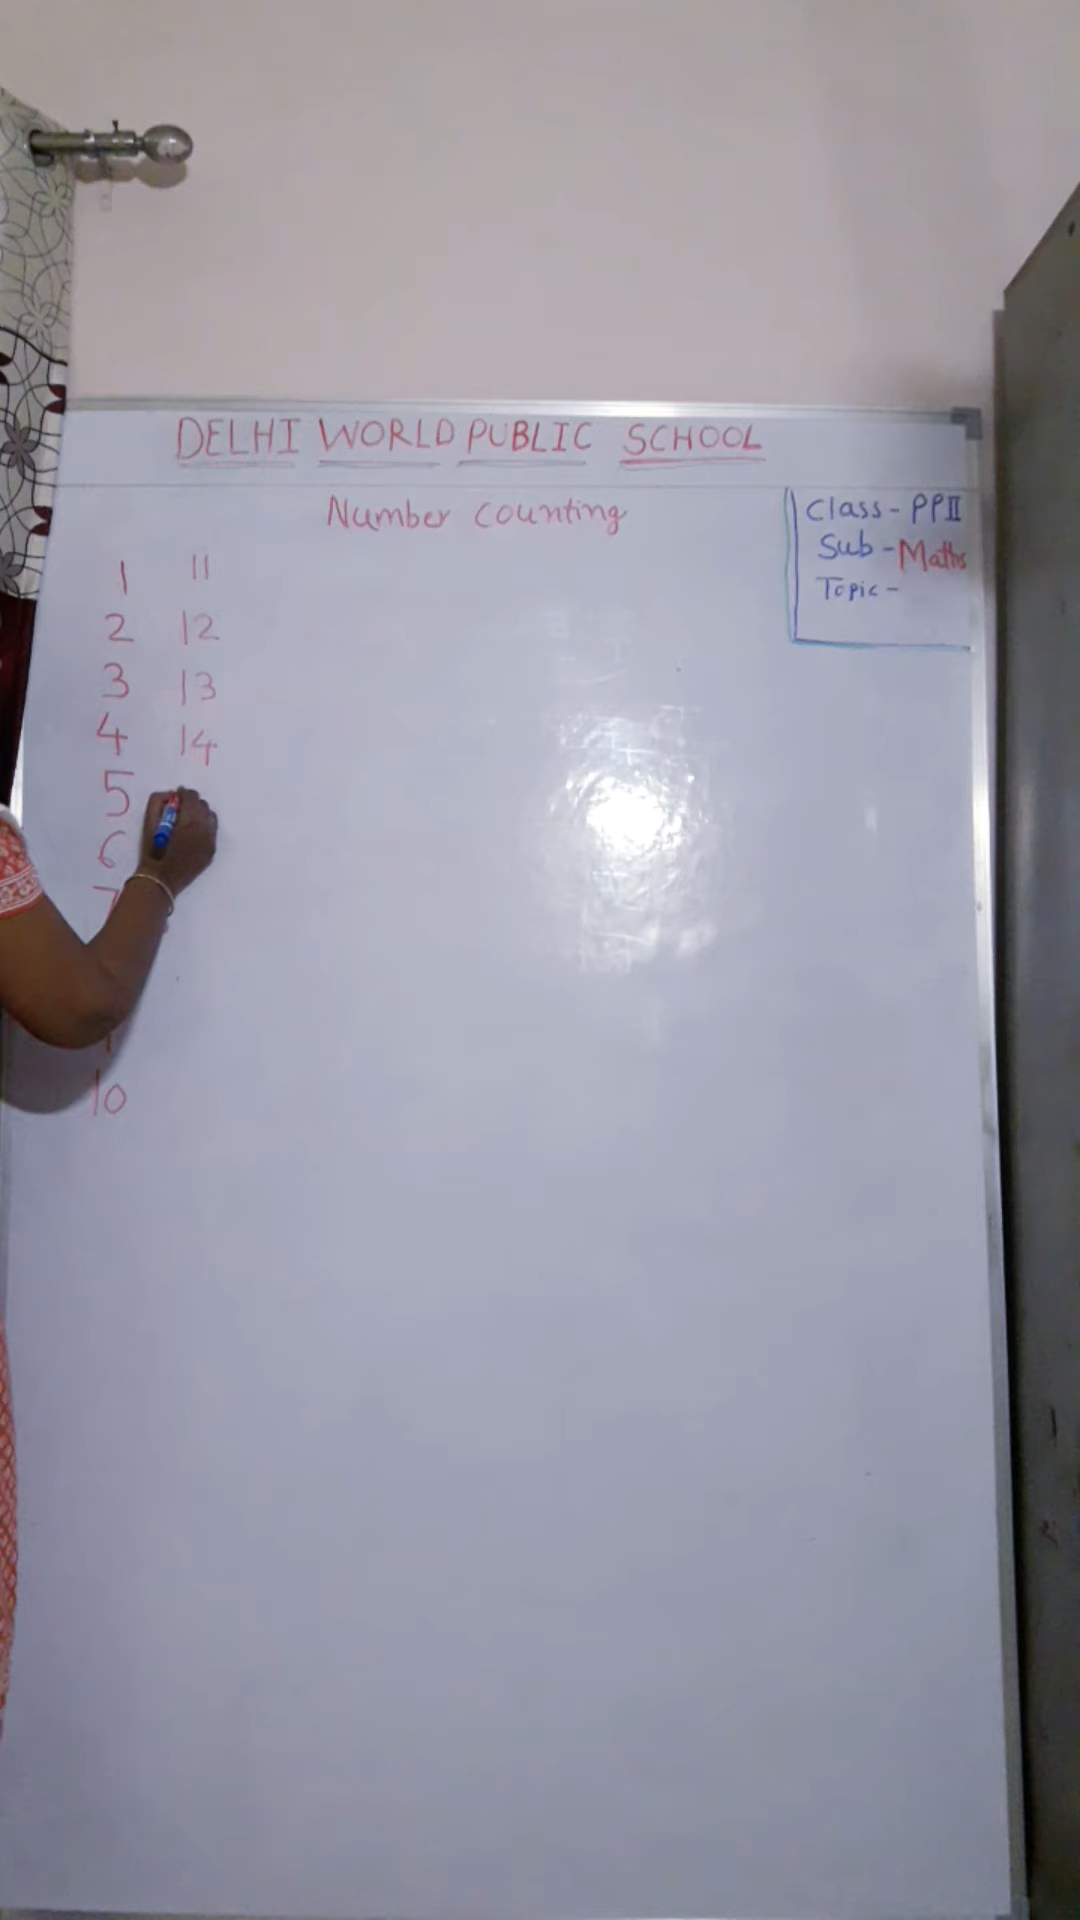 DELHI WORLD PUBLIC SCHOOL
Number counting
Class - PPII
Sub - Maths
Topic -
1 11
2 12
3 13
4 14
5
6
7
10